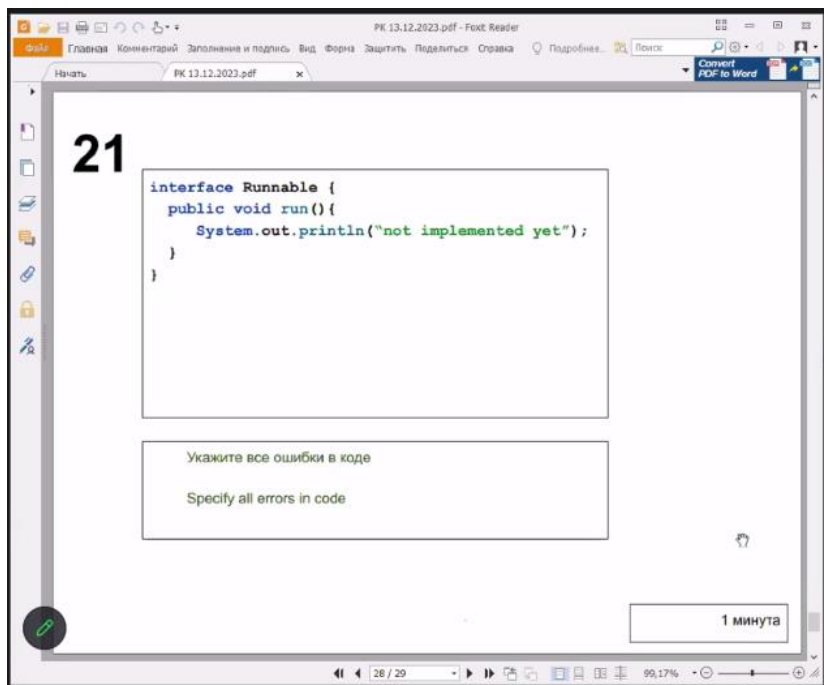 PK 13.12.2023.pdf - Foxit Reader
Файл Главная Комментарий Заполнение и подпись Вид Форма Защитить Поделиться Справка Подробнее... Поиск
Начать PK 13.12.2023.pdf
Convert
PDF to Word
21
interface Runnable {
public void run(){
System.out.println(“not implemented yet”);
}
}
Укажите все ошибки в коде
Specify all errors in code
1 минута
28 / 29 99,17%